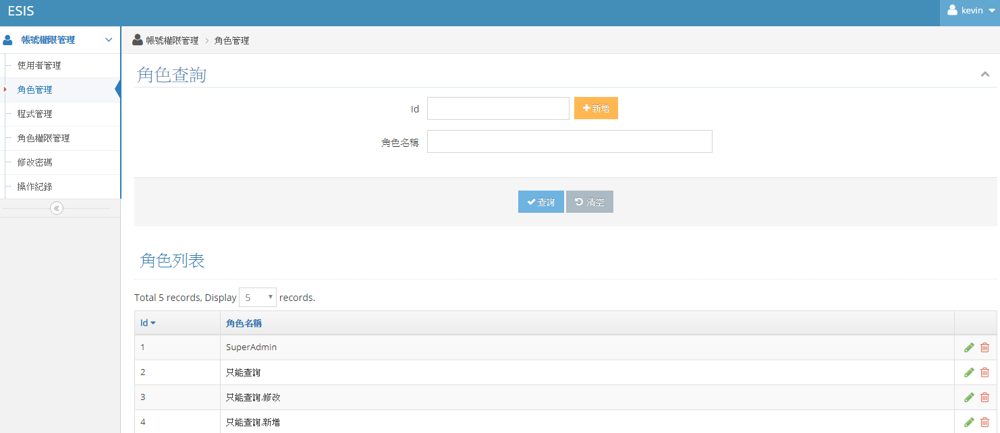 ESIS
kevin
帳號權限管理
帳號權限管理 > 角色管理
使用者管理
角色管理
程式管理
角色權限管理
修改密碼
操作紀錄
角色查詢
Id
新增
角色名稱
查詢 清空
角色列表
Total 5 records, Display 5 records.
Id 角色名稱
1 SuperAdmin
2 只能查詢
3 只能查詢,修改
4 只能查詢,新增